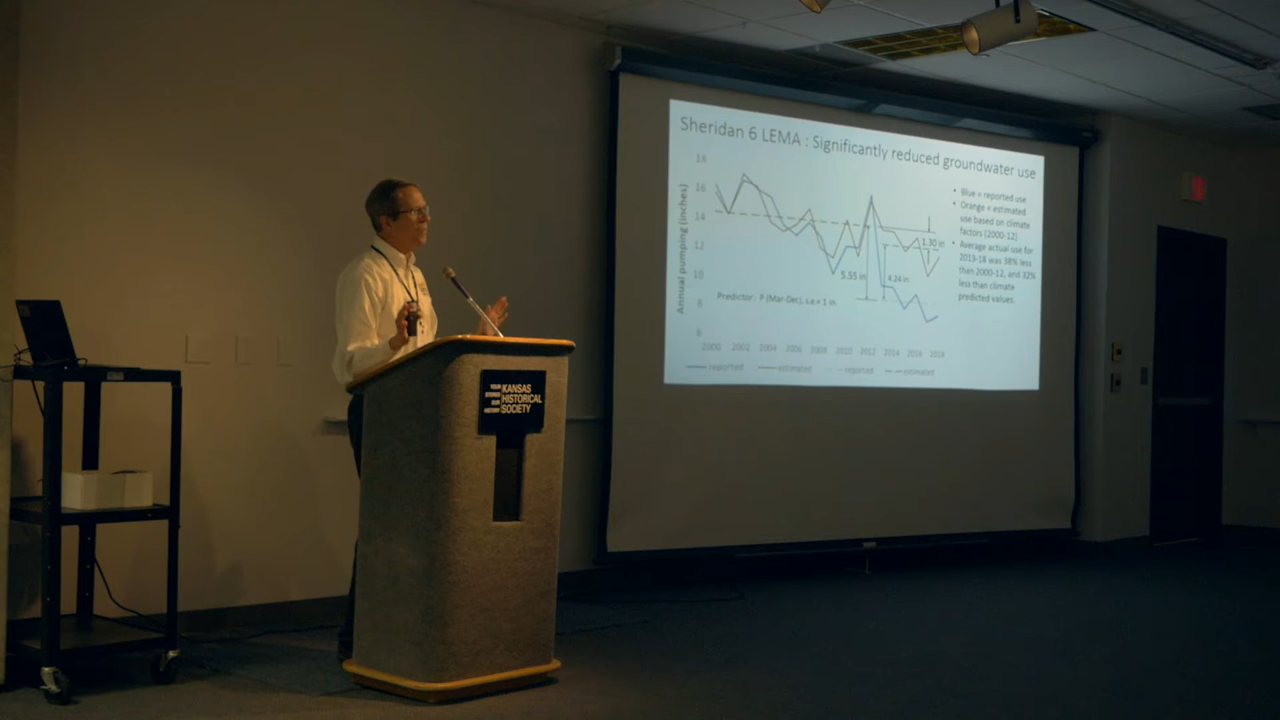 Sheridan 6 LEMA : Significantly reduced groundwater use
18
16
14
12
10
8
6
Annual pumping (inches)
1.30 in
5.55 in
4.24 in
Predictor: P (Mar-Dec), s.e.= 1 in.
2000 2002 2004 2006 2008 2010 2012 2014 2016 2018
reported estimated reported estimated
• Blue = reported use
• Orange = estimated
use based on climate
factors (2000-12)
• Average actual use for
2013-18 was 38% less
than 2000-12, and 32%
less than climate
predicted values.
YOUR
STORIES
OUR
HISTORY
KANSAS
HISTORICAL
SOCIETY